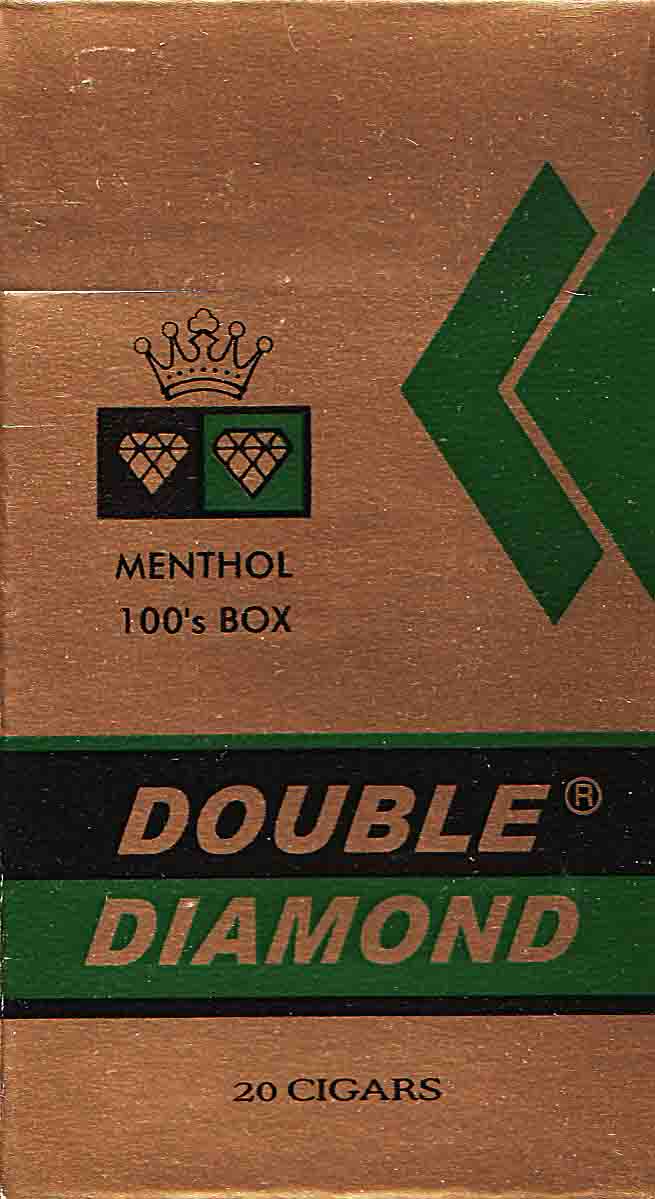 MENTHOL
100's BOX
DOUBLE®
DIAMOND
20 CIGARS